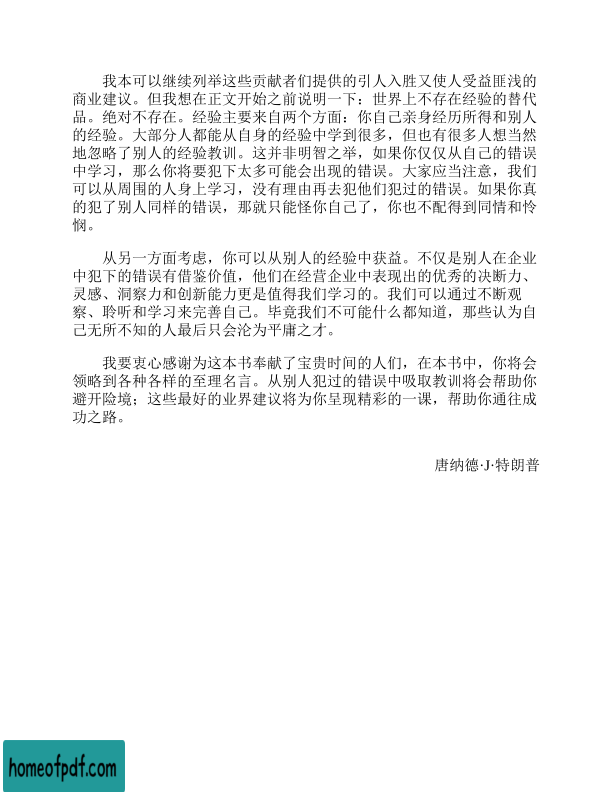 我本可以继续列举这些贡献者们提供的引人入胜又使人受益匪浅的
商业建议。但我想在正文开始之前说明一下：世界上不存在经验的替代
品。绝对不存在。经验主要来自两个方面：你自己亲身经历所得和别人
的经验。大部分人都能从自身的经验中学到很多，但也有很多人想当然
地忽略了别人的经验教训。这并非明智之举，如果你仅仅从自己的错误
中学习，那么你将要犯下太多可能会出现的错误。大家应当注意，我们
可以从周围的人身上学习，没有理由再去犯他们犯过的错误。如果你真
的犯了别人同样的错误，那就只能怪你自己了，你也不配得到同情和怜
悯。
从另一方面考虑，你可以从别人的经验中获益。不仅是别人在企业
中犯下的错误有借鉴价值，他们在经营企业中表现出的优秀的决断力、
灵感、洞察力和创新能力更是值得我们学习的。我们可以通过不断观
察、聆听和学习来完善自己。毕竟我们不可能什么都知道，那些认为自
己无所不知的人最后只会沦为平庸之才。
我要衷心感谢为这本书奉献了宝贵时间的人们，在本书中，你将会
领略到各种各样的至理名言。从别人犯过的错误中吸取教训将会帮助你
避开险境；这些最好的业界建议将为你呈现精彩的一课，帮助你通往成
功之路。
唐纳德·J·特朗普
homeofpdf.com